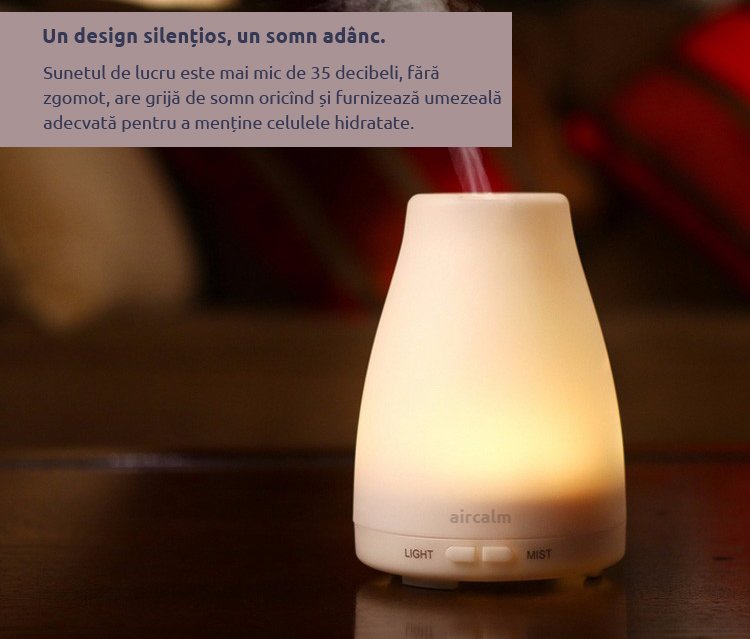 Un design silențios, un somn adânc.
Sunetul de lucru este mai mic de 35 decibeli, fără
zgomot, are grijă de somn oricînd și furnizează umezeală
adecvată pentru a menține celulele hidratate.
aircalm
LIGHT MIST